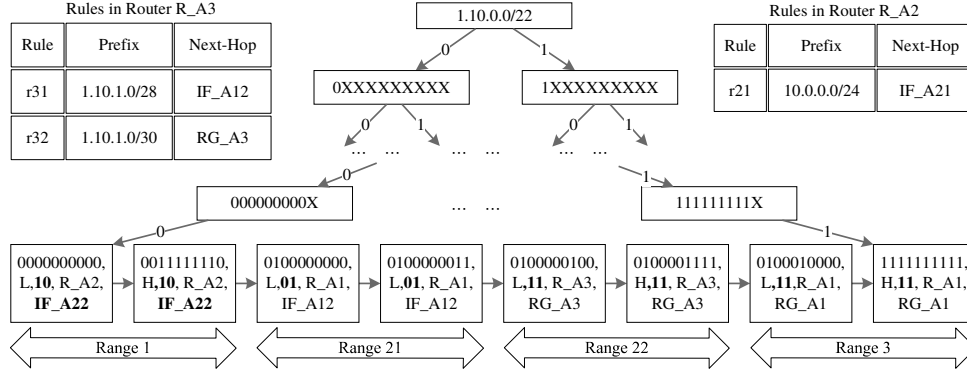 Rules in Router R_A3
Rule Prefix Next-Hop
r31 1.10.1.0/28 IF_A12
r32 1.10.1.0/30 RG_A3
1.10.0.0/22
Rules in Router R_A2
Rule Prefix Next-Hop
r21 10.0.0.0/24 IF_A21
0 1
0XXXXXXXXX 1XXXXXXXXX
0 1 0 1
... ... ... ... ... ...
0 1
000000000X ... ... 111111111X
0 1
0000000000,
L,10, R_A2,
IF_A22
0011111110,
H,10, R_A2,
IF_A22
0100000000,
L,01, R_A1,
IF_A12
0100000011,
L,01, R_A1,
IF_A12
0100000100,
L,11, R_A3,
RG_A3
0100001111,
H,11, R_A3,
RG_A3
0100010000,
L,11, R_A1,
RG_A1
1111111111,
H,11, R_A1,
RG_A1
Range 1 Range 21 Range 22 Range 3